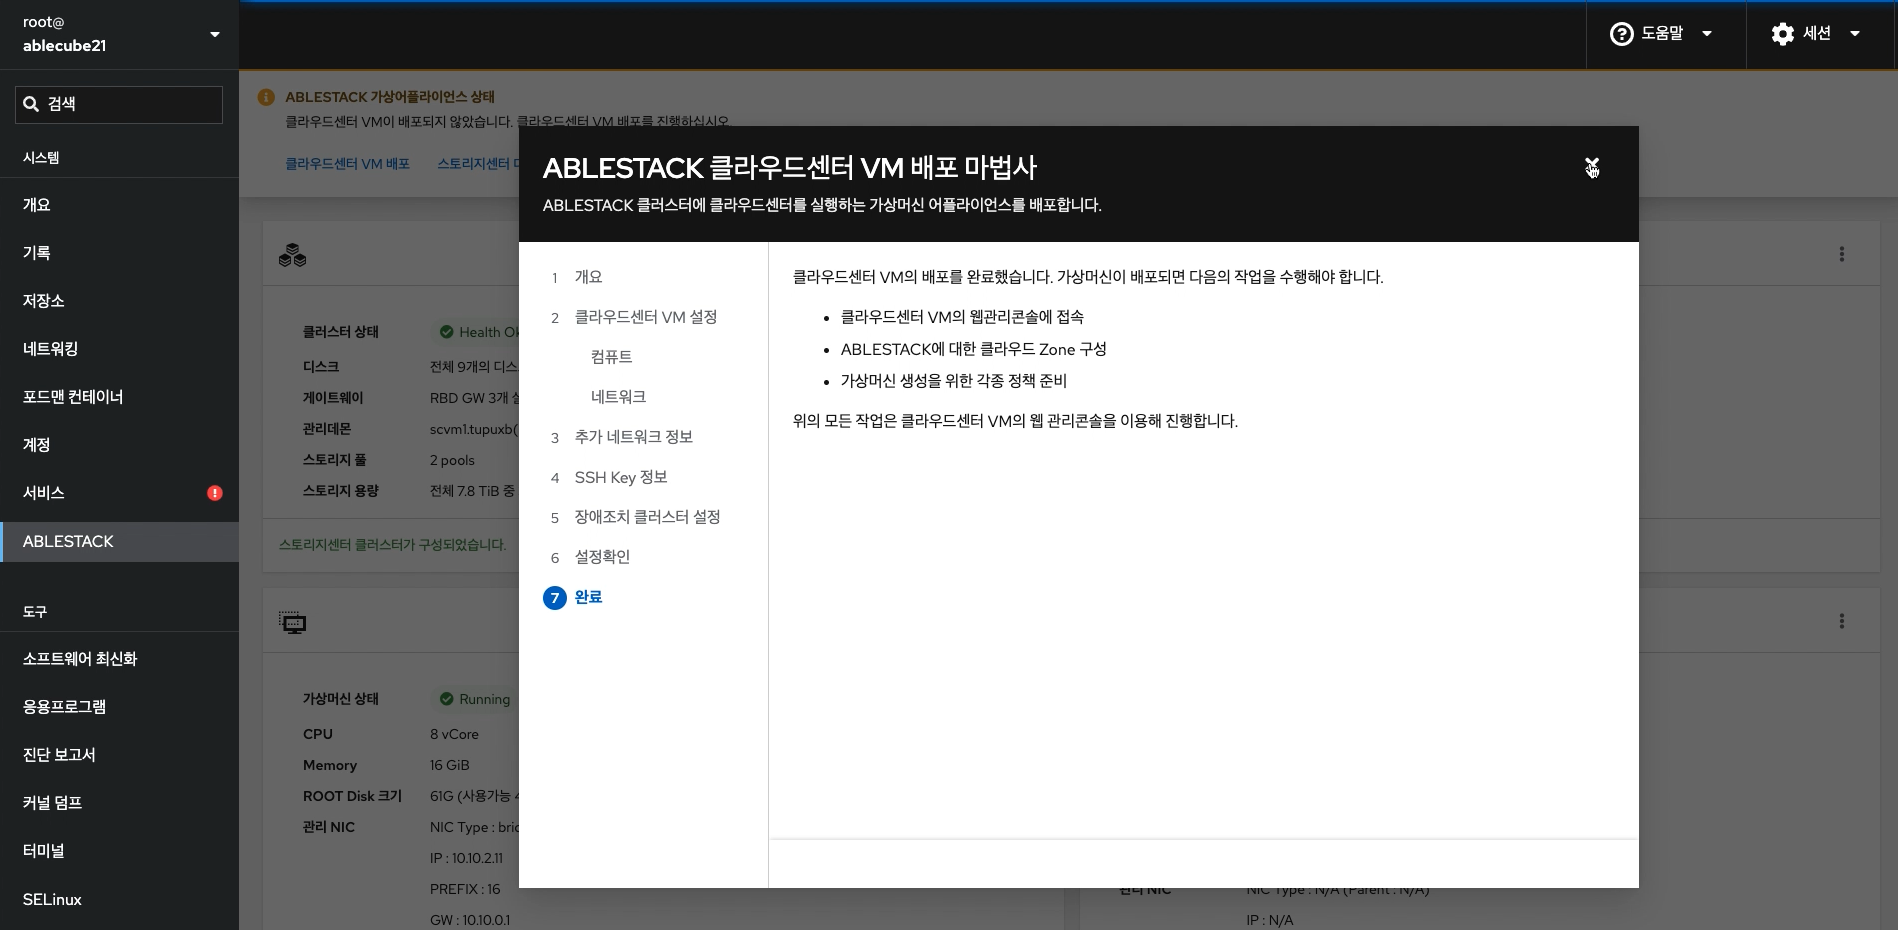 root@
ablecube21
도움말
세션
검색
시스템
개요
기록
저장소
네트워킹
포드맨 컨테이너
계정
서비스
ABLESTACK
도구
소프트웨어 최신화
응용프로그램
진단 보고서
커널 덤프
터미널
SELinux
ABLESTACK 가상어플라이언스 상태
클라우드센터 VM이 배포되지 않았습니다. 클라우드센터 VM 배포를 진행하십시오.
클라우드센터 VM 배포 스토리지센터
클러스터 상태 Health Ok
디스크 전체 9개의 디스
게이트웨이 RBD GW 3개
관리데몬 scvm1.tupuxb(
스토리지 풀 2 pools
스토리지 용량 전체 7.8 TiB 중
스토리지센터 클러스터가 구성되었습니다.
가상머신 상태 Running
CPU 8 vCore
Memory 16 GiB
ROOT Disk 크기 61G (사용가능
관리 NIC NIC Type : bric
IP : 10.10.2.11
PREFIX : 16
GW : 10.10.0.1
ABLESTACK 클라우드센터 VM 배포 마법사
ABLESTACK 클러스터에 클라우드센터를 실행하는 가상머신 어플라이언스를 배포합니다.
1 개요
2 클라우드센터 VM 설정
컴퓨트
네트워크
3 추가 네트워크 정보
4 SSH Key 정보
5 장애조치 클러스터 설정
6 설정확인
7 완료
클라우드센터 VM의 배포를 완료했습니다. 가상머신이 배포되면 다음의 작업을 수행해야 합니다.
• 클라우드센터 VM의 웹관리콘솔에 접속
• ABLESTACK에 대한 클라우드 Zone 구성
• 가상머신 생성을 위한 각종 정책 준비
위의 모든 작업은 클라우드센터 VM의 웹 관리콘솔을 이용해 진행합니다.
관리 NIC NIC Type : N/A (Parent : N/A)
IP : N/A